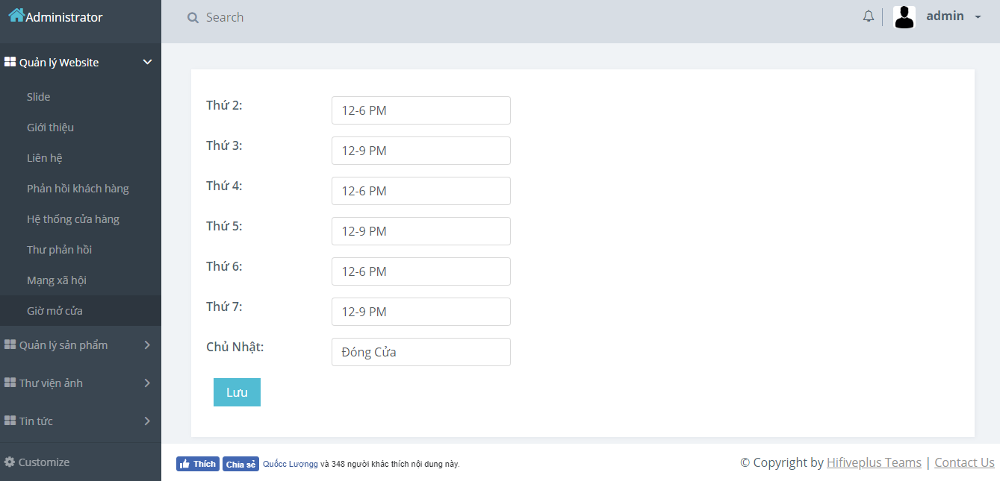 Administrator
Search
admin
Quản lý Website
Slide
Giới thiệu
Liên hệ
Phản hồi khách hàng
Hệ thống cửa hàng
Thư phản hồi
Mạng xã hội
Giờ mở cửa
Quản lý sản phẩm
Thư viện ảnh
Tin tức
Customize
Thứ 2: 12-6 PM
Thứ 3: 12-9 PM
Thứ 4: 12-6 PM
Thứ 5: 12-9 PM
Thứ 6: 12-6 PM
Thứ 7: 12-9 PM
Chủ Nhật: Đóng Cửa
Lưu
Thích Chia sẻ Quốcc Lượngg và 348 người khác thích nội dung này.
© Copyright by Hifiveplus Teams | Contact Us